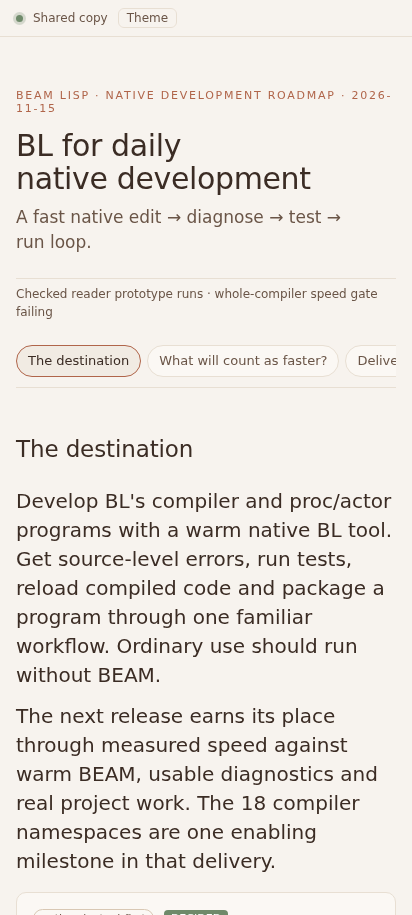 Shared copy Theme
BEAM LISP · NATIVE DEVELOPMENT ROADMAP · 2026-
11-15
BL for daily
native development
A fast native edit → diagnose → test →
run loop.
Checked reader prototype runs · whole-compiler speed gate
failing
The destination What will count as faster? Delive
The destination
Develop BL's compiler and proc/actor
programs with a warm native BL tool.
Get source-level errors, run tests,
reload compiled code and package a
program through one familiar
workflow. Ordinary use should run
without BEAM.
The next release earns its place
through measured speed against
warm BEAM, usable diagnostics and
real project work. The 18 compiler
namespaces are one enabling
milestone in that delivery.